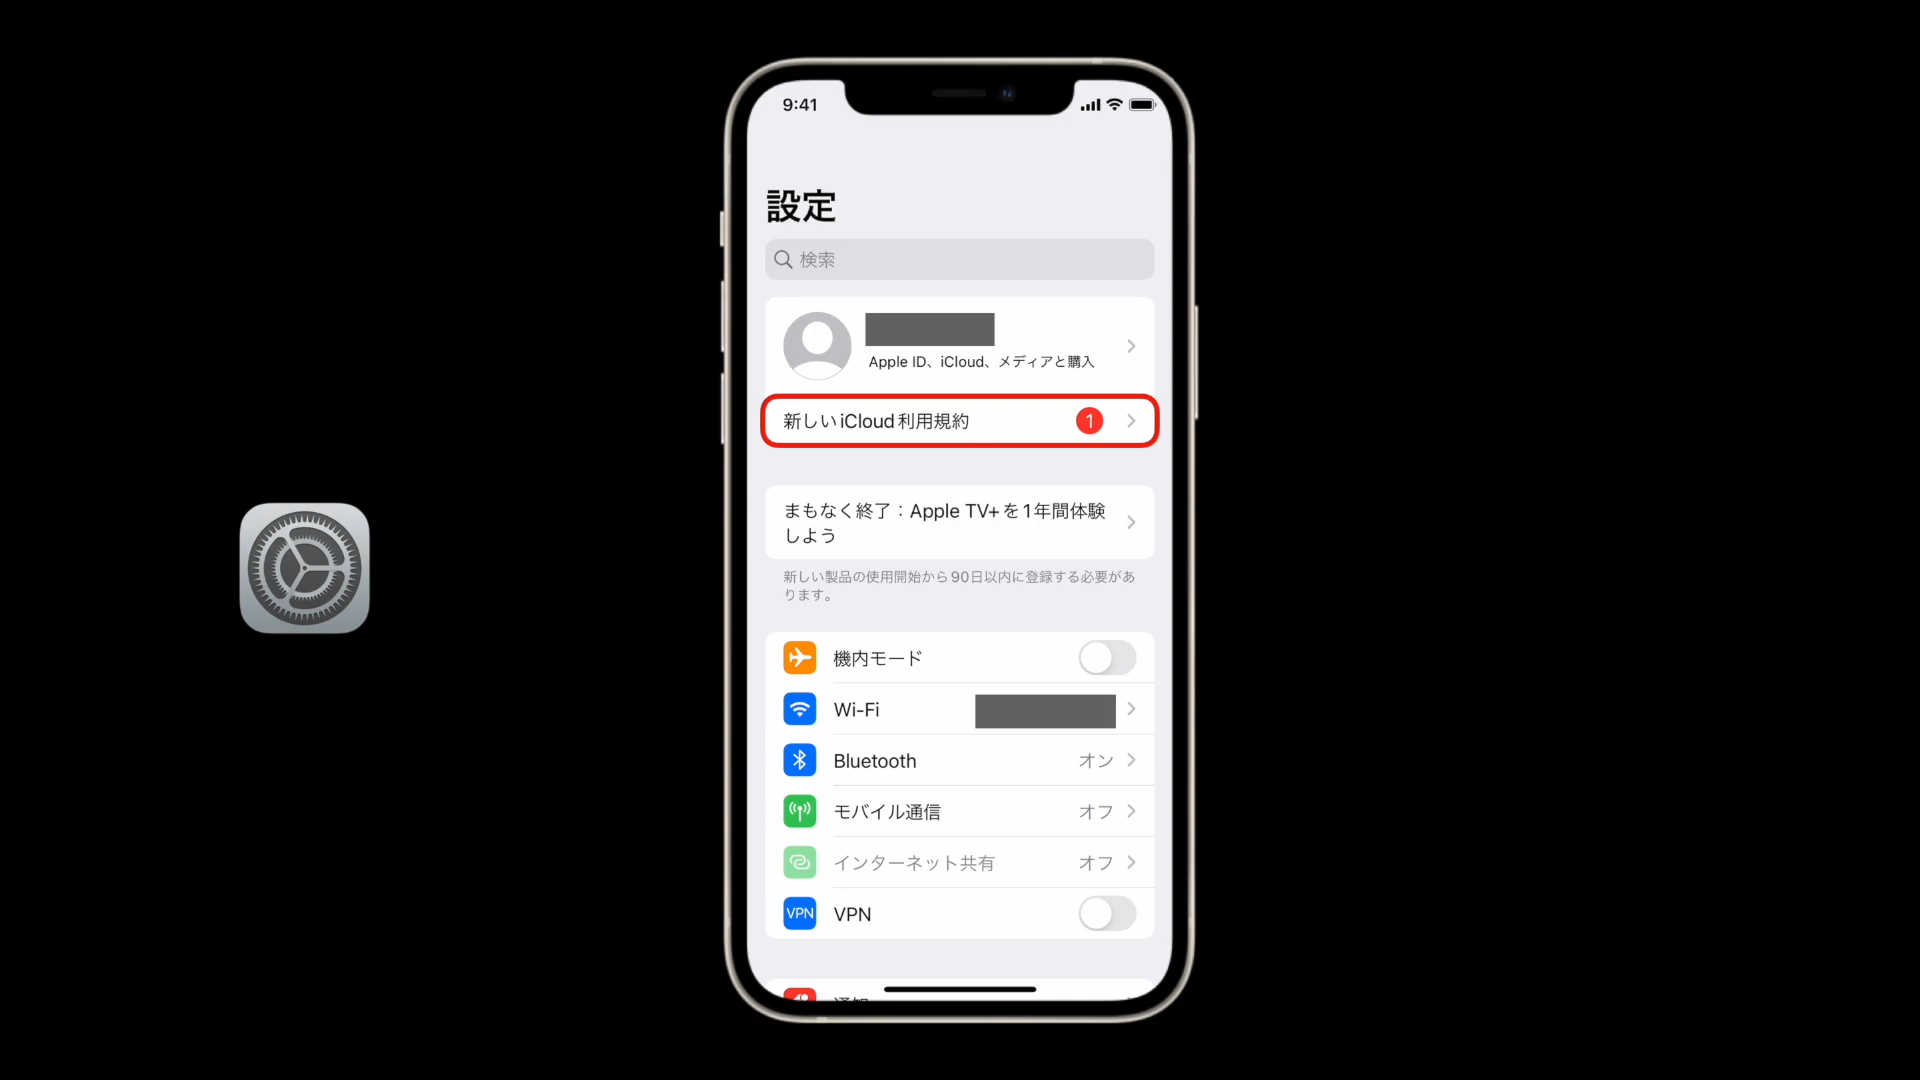 9:41
設定
検索
Apple ID、iCloud、メディアと購入
新しいiCloud利用規約 1
まもなく終了：Apple TV+を1年間体験
しよう
新しい製品の使用開始から90日以内に登録する必要があ
ります。
機内モード
Wi-Fi
Bluetooth オン
モバイル通信 オフ
インターネット共有 オフ
VPN VPN
通知